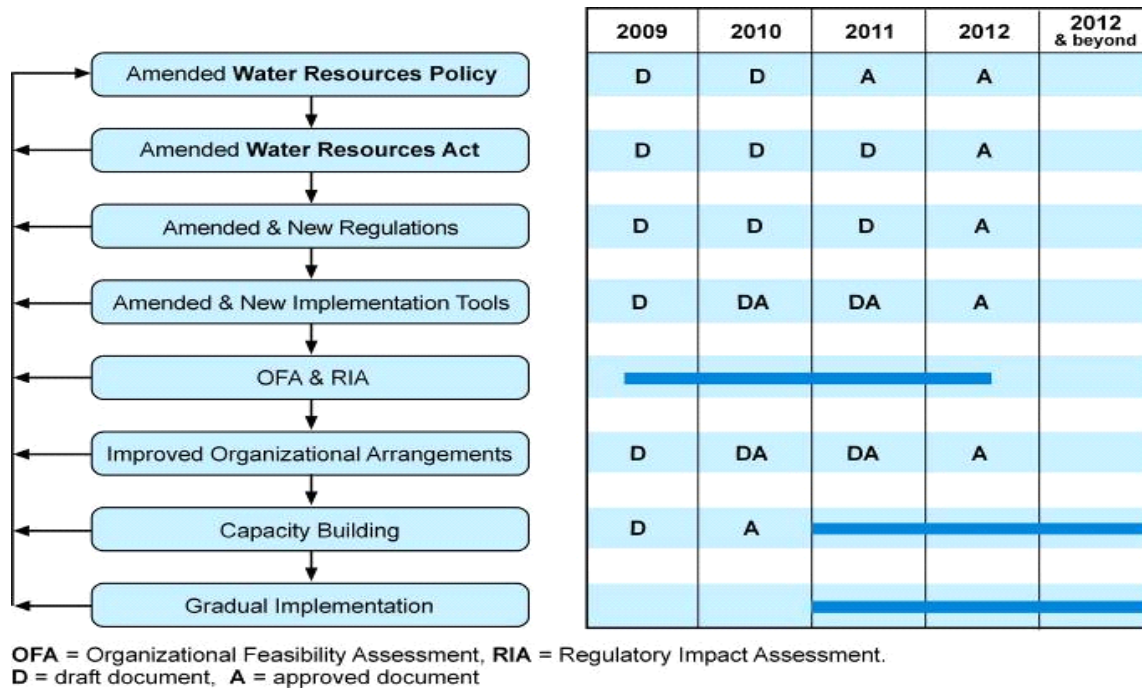 2009 2010 2011 2012 2012
& beyond
Amended Water Resources Policy D D A A
Amended Water Resources Act D D D A
Amended & New Regulations D D D A
Amended & New Implementation Tools D DA DA A
OFA & RIA
Improved Organizational Arrangements D DA DA A
Capacity Building D A
Gradual Implementation
OFA = Organizational Feasibility Assessment, RIA = Regulatory Impact Assessment.
D = draft document, A = approved document